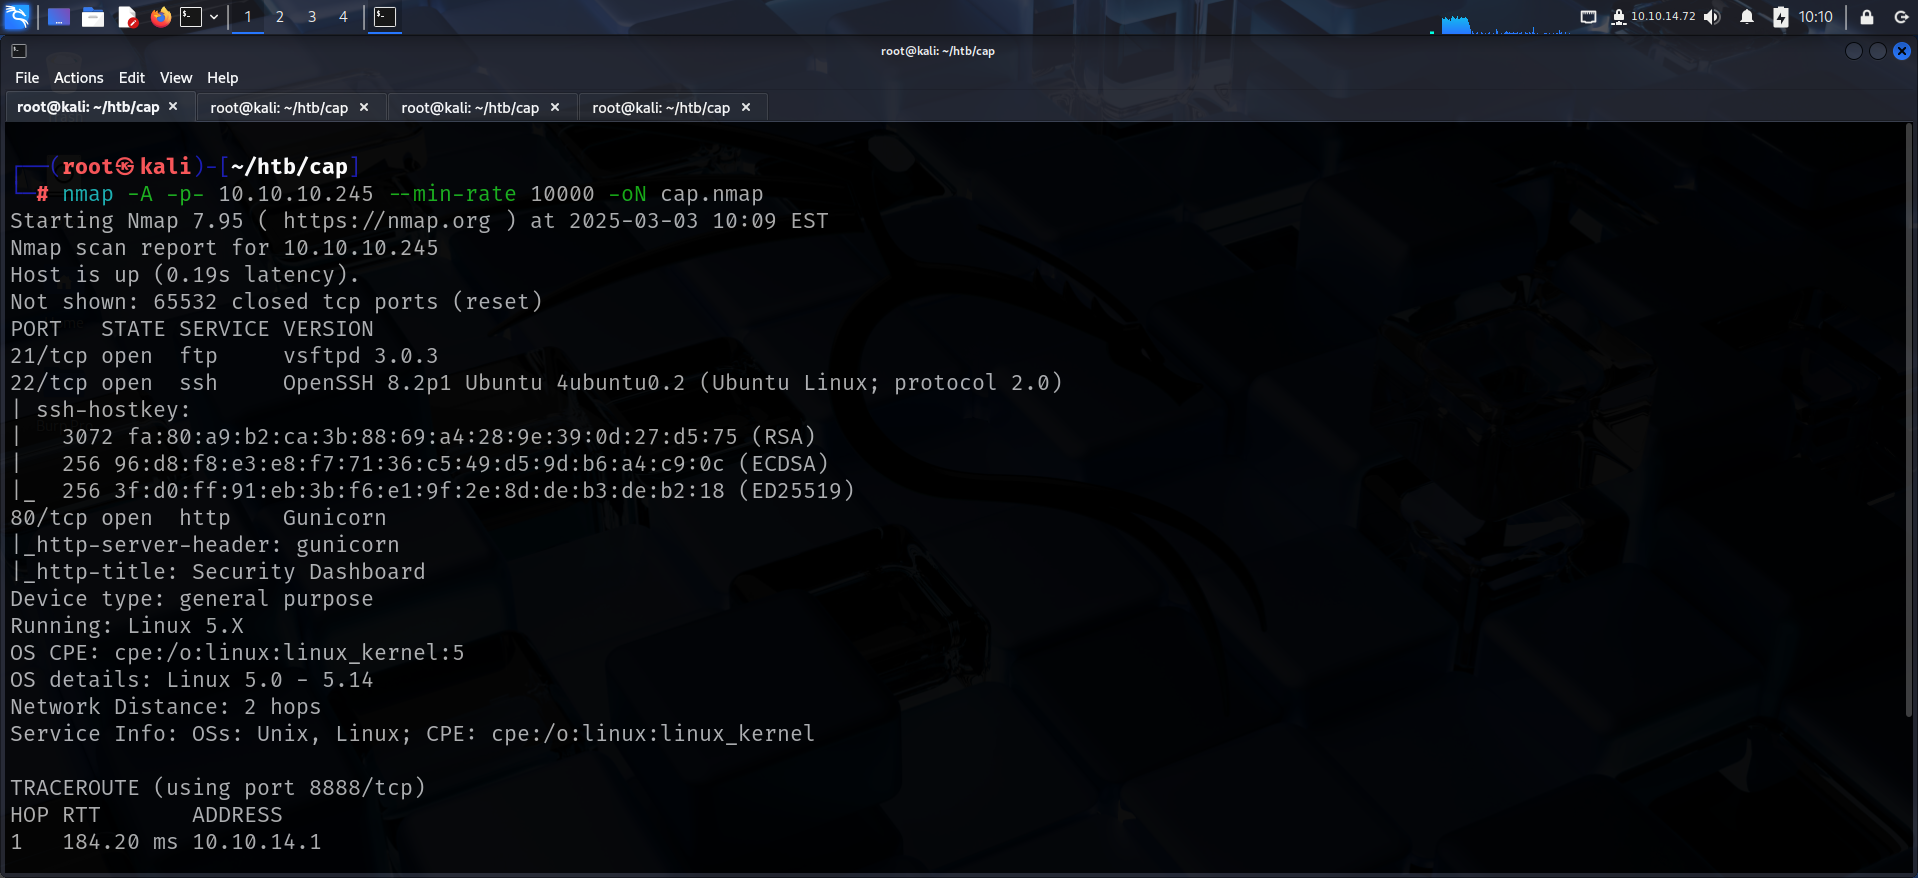 1 2 3 4 10.10.14.72 10:10
root@kali: ~/htb/cap
File Actions Edit View Help
root@kali: ~/htb/cap × root@kali: ~/htb/cap × root@kali: ~/htb/cap × root@kali: ~/htb/cap ×
┌──(root㉿kali)-[~/htb/cap]
└─# nmap -A -p- 10.10.10.245 --min-rate 10000 -oN cap.nmap
Starting Nmap 7.95 ( https://nmap.org ) at 2025-03-03 10:09 EST
Nmap scan report for 10.10.10.245
Host is up (0.19s latency).
Not shown: 65532 closed tcp ports (reset)
PORT   STATE SERVICE VERSION
21/tcp open  ftp     vsftpd 3.0.3
22/tcp open  ssh     OpenSSH 8.2p1 Ubuntu 4ubuntu0.2 (Ubuntu Linux; protocol 2.0)
| ssh-hostkey:
|   3072 fa:80:a9:b2:ca:3b:88:69:a4:28:9e:39:0d:27:d5:75 (RSA)
|   256 96:d8:f8:e3:e8:f7:71:36:c5:49:d5:9d:b6:a4:c9:0c (ECDSA)
|_  256 3f:d0:ff:91:eb:3b:f6:e1:9f:2e:8d:de:b3:de:b2:18 (ED25519)
80/tcp open  http    Gunicorn
|_http-server-header: gunicorn
|_http-title: Security Dashboard
Device type: general purpose
Running: Linux 5.X
OS CPE: cpe:/o:linux:linux_kernel:5
OS details: Linux 5.0 - 5.14
Network Distance: 2 hops
Service Info: OSs: Unix, Linux; CPE: cpe:/o:linux:linux_kernel
TRACEROUTE (using port 8888/tcp)
HOP RTT       ADDRESS
1   184.20 ms 10.10.14.1